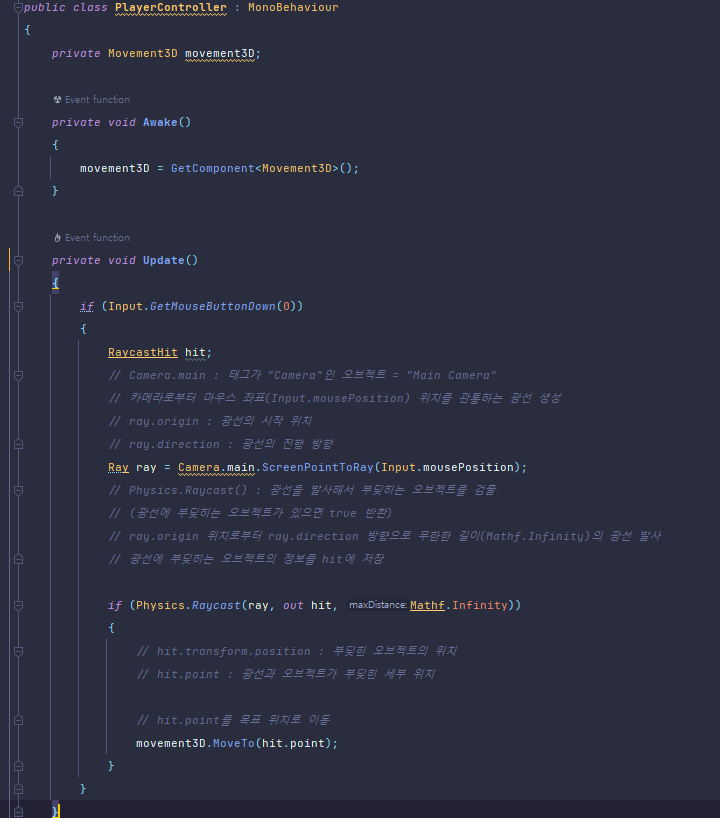 public class PlayerController : MonoBehaviour
{
private Movement3D movement3D;
Event function
private void Awake()
{
movement3D = GetComponent<Movement3D>();
}
Event function
private void Update()
{
if (Input.GetMouseButtonDown(0))
{
RaycastHit hit;
// Camera.main : 태그가 "Camera"인 오브젝트 = "Main Camera"
// 카메라로부터 마우스 좌표(Input.mousePosition) 위치를 관통하는 광선 생성
// ray.origin : 광선의 시작 위치
// ray.direction : 광선의 진행 방향
Ray ray = Camera.main.ScreenPointToRay(Input.mousePosition);
// Physics.Raycast() : 광선을 발사해서 부딪히는 오브젝트를 검출
// (광선에 부딪히는 오브젝트가 있으면 true 반환)
// ray.origin 위치로부터 ray.direction 방향으로 무한한 길이(Mathf.Infinity)의 광선 발사
// 광선에 부딪히는 오브젝트의 정보를 hit에 저장
if (Physics.Raycast(ray, out hit, maxDistance: Mathf.Infinity))
{
// hit.transform.position : 부딪힌 오브젝트의 위치
// hit.point : 광선과 오브젝트가 부딪힌 세부 위치
// hit.point를 목표 위치로 이동
movement3D.MoveTo(hit.point);
}
}
}